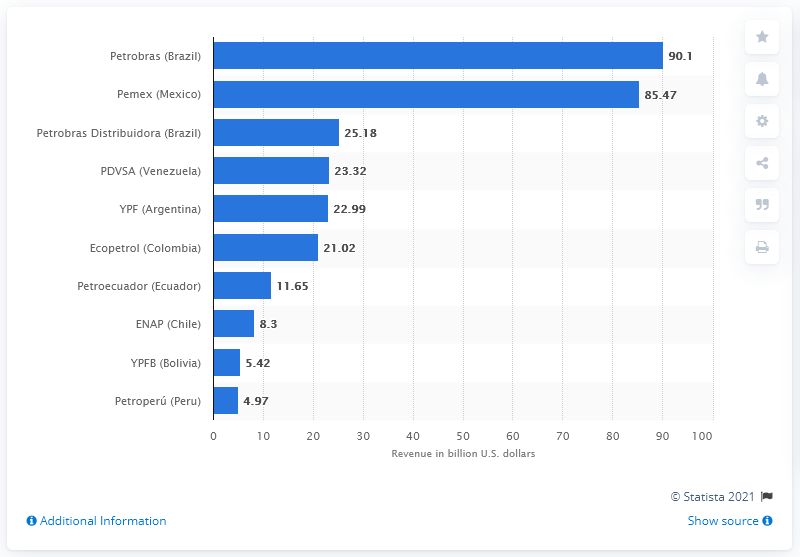 Petrobras (Brazil) 90.1
Pemex (Mexico) 85.47
Petrobras Distribuidora (Brazil) 25.18
PDVSA (Venezuela) 23.32
YPF (Argentina) 22.99
Ecopetrol (Colombia) 21.02
Petroecuador (Ecuador) 11.65
ENAP (Chile) 8.3
YPFB (Bolivia) 5.42
Petroperú (Peru) 4.97
0 10 20 30 40 50 60 70 80 90 100
Revenue in billion U.S. dollars
© Statista 2021
Additional Information Show source